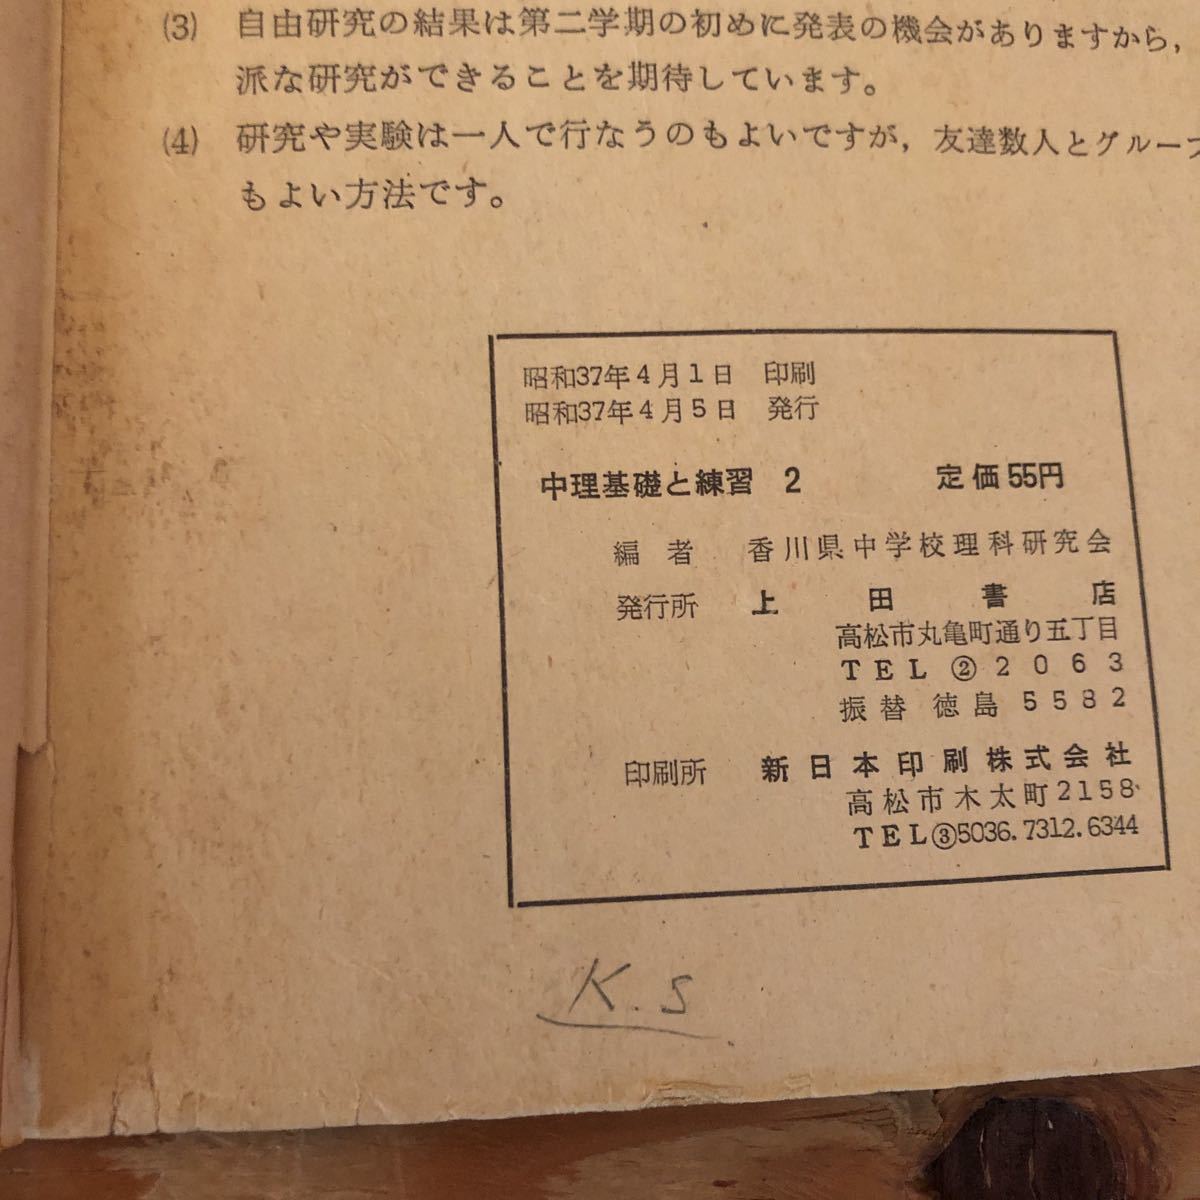 (3) 自由研究の結果は第二学期の初めに発表の機会がありますから，
派な研究ができることを期待しています。
(4) 研究や実験は一人で行なうのもよいですが，友達数人とグルー
もよい方法です。
昭和37年4月1日 印刷
昭和37年4月5日 発行
中理基礎と練習 2 定価55円
編者 香川県中学校理科研究会
発行所 上田書店
高松市丸亀町通り五丁目
TEL ②2063
振替 徳島 5582
印刷所 新日本印刷株式会社
高松市木太町2158
TEL③5036.7312.6344
K.S